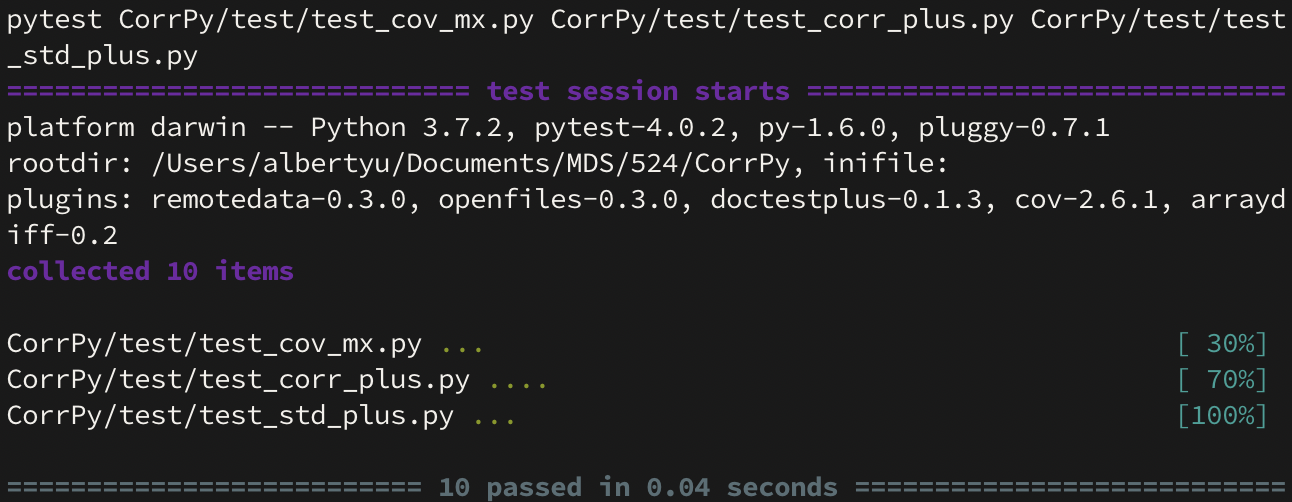 pytest CorrPy/test/test_cov_mx.py CorrPy/test/test_corr_plus.py CorrPy/test/test
_std_plus.py
============================= test session starts ==============================
platform darwin -- Python 3.7.2, pytest-4.0.2, py-1.6.0, pluggy-0.7.1
rootdir: /Users/albertyu/Documents/MDS/524/CorrPy, inifile:
plugins: remotedata-0.3.0, openfiles-0.3.0, doctestplus-0.1.3, cov-2.6.1, arrayd
iff-0.2
collected 10 items
CorrPy/test/test_cov_mx.py ... [ 30%]
CorrPy/test/test_corr_plus.py .... [ 70%]
CorrPy/test/test_std_plus.py ... [100%]
========================== 10 passed in 0.04 seconds ===========================